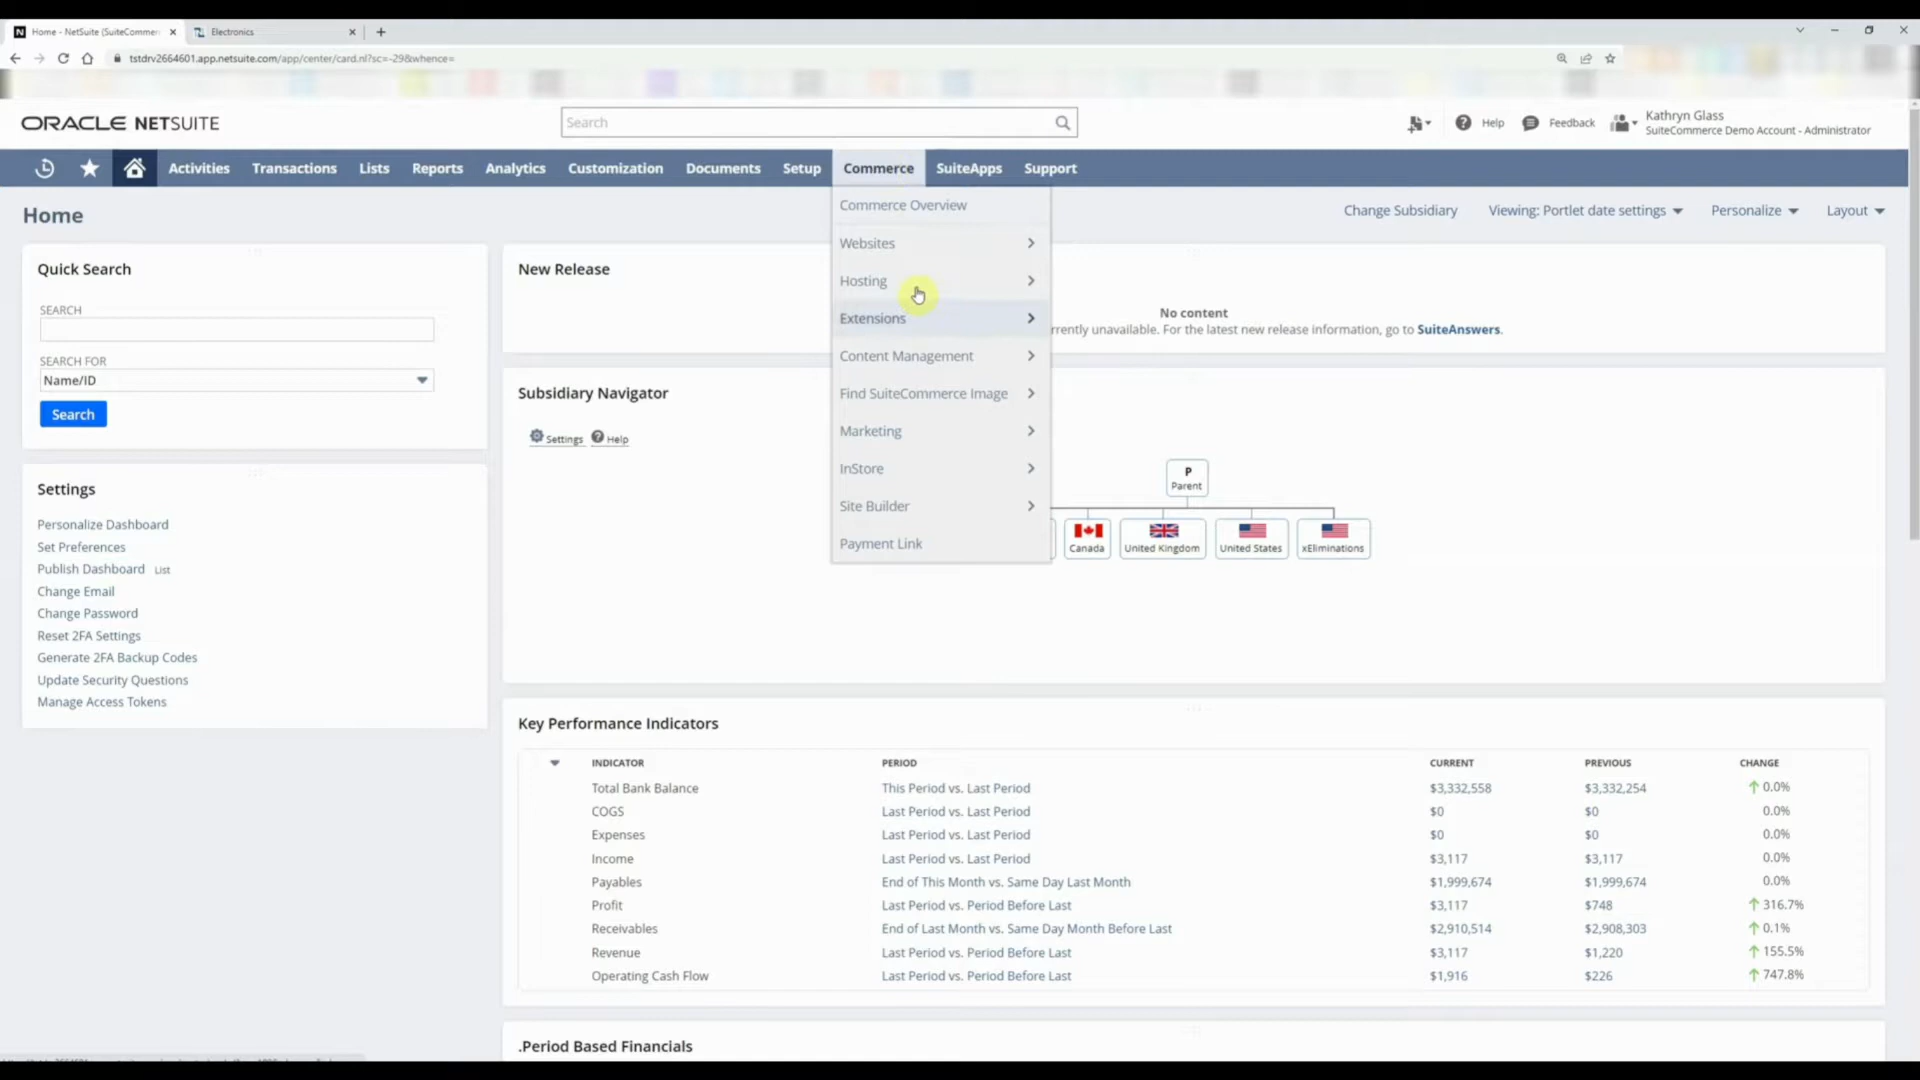 Home - NetSuite (SuiteCommer
Electronics
tstdrv2664601.app.netsuite.com/app/center/card.nl?sc=-29&whence=
ORACLE NETSUITE
Search
Help
Feedback
Kathryn Glass
SuiteCommerce Demo Account - Administrator
Activities
Transactions
Lists
Reports
Analytics
Customization
Documents
Setup
Commerce
SuiteApps
Support
Home
Change Subsidiary
Viewing: Portlet date settings
Personalize
Layout
Commerce Overview
Websites
Hosting
Extensions
Content Management
Find SuiteCommerce Image
Marketing
InStore
Site Builder
Payment Link
Quick Search
SEARCH
SEARCH FOR
Name/ID
Search
Settings
Personalize Dashboard
Set Preferences
Publish Dashboard List
Change Email
Change Password
Reset 2FA Settings
Generate 2FA Backup Codes
Update Security Questions
Manage Access Tokens
New Release
No content
rrently unavailable. For the latest new release information, go to SuiteAnswers.
Subsidiary Navigator
Settings
Help
P
Parent
Canada
United Kingdom
United States
xEliminations
Key Performance Indicators
INDICATOR PERIOD CURRENT PREVIOUS CHANGE
Total Bank Balance This Period vs. Last Period $3,332,558 $3,332,254 0.0%
COGS Last Period vs. Last Period $0 $0 0.0%
Expenses Last Period vs. Last Period $0 $0 0.0%
Income Last Period vs. Last Period $3,117 $3,117 0.0%
Payables End of This Month vs. Same Day Last Month $1,999,674 $1,999,674 0.0%
Profit Last Period vs. Period Before Last $3,117 $748 316.7%
Receivables End of Last Month vs. Same Day Month Before Last $2,910,514 $2,908,303 0.1%
Revenue Last Period vs. Period Before Last $3,117 $1,220 155.5%
Operating Cash Flow Last Period vs. Period Before Last $1,916 $226 747.8%
.Period Based Financials